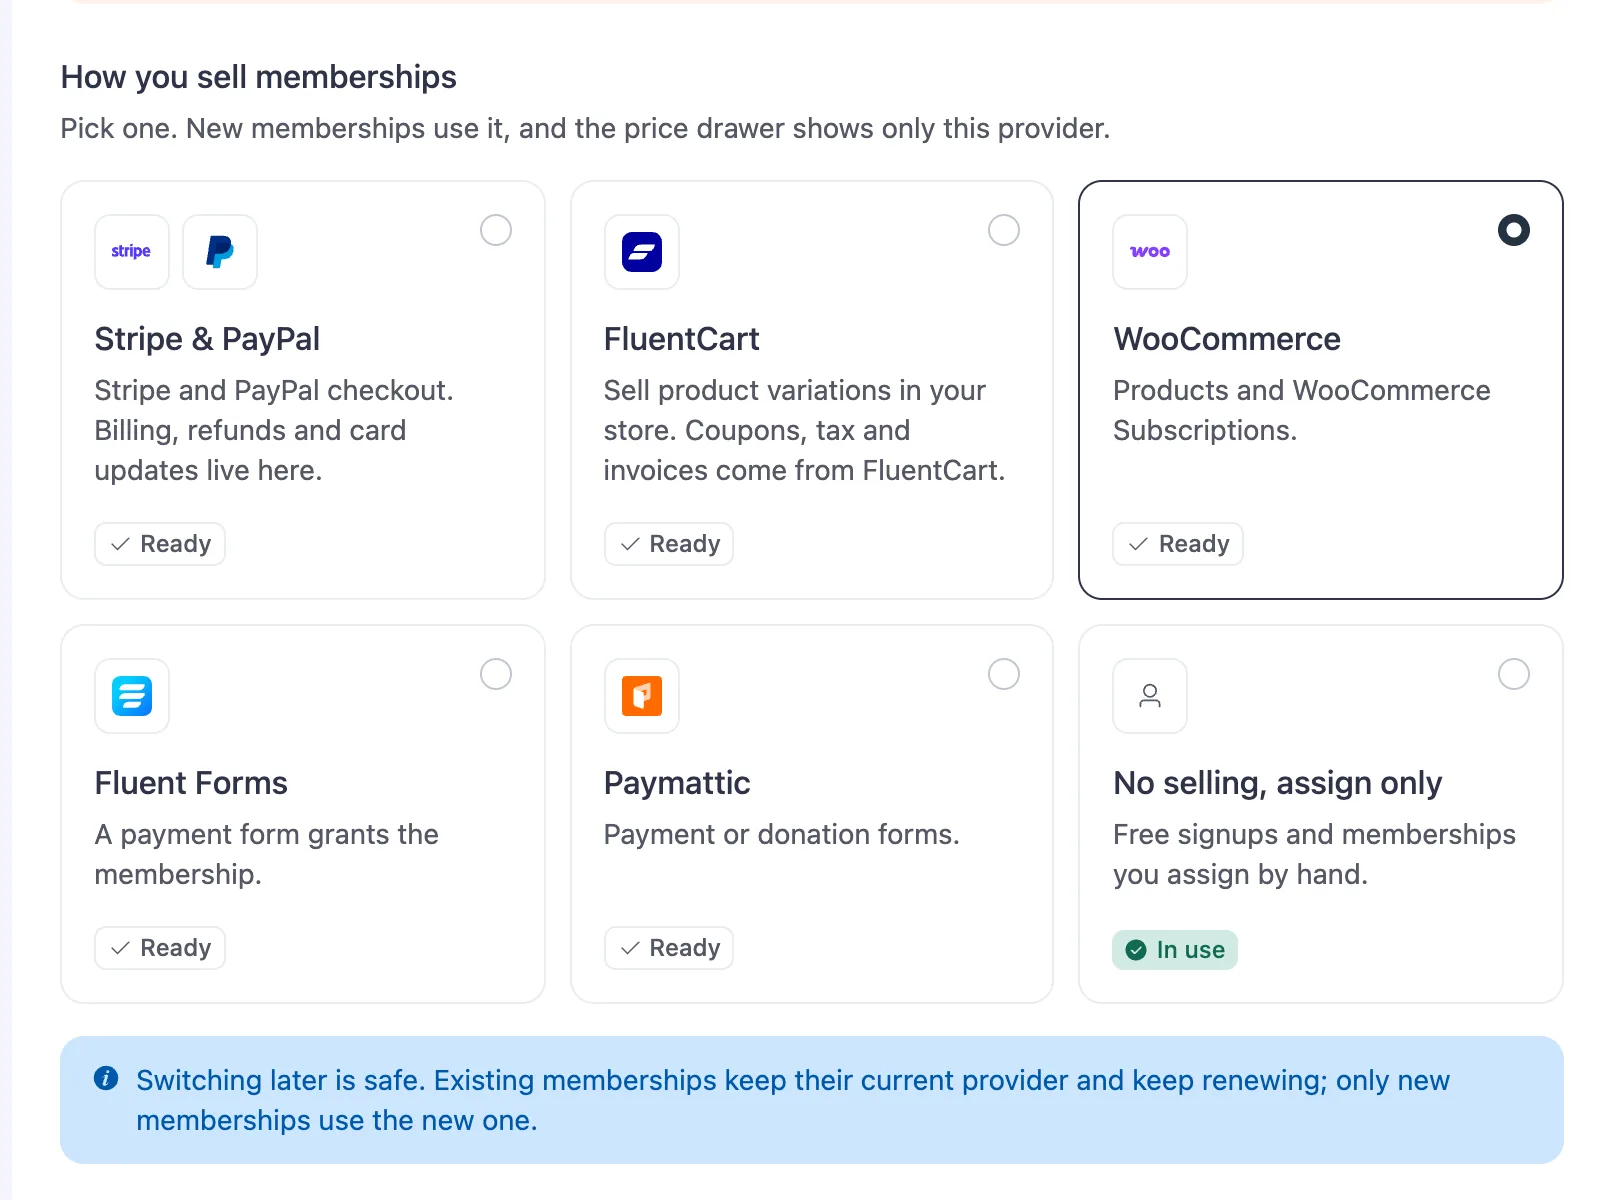 How you sell memberships
Pick one. New memberships use it, and the price drawer shows only this provider.
stripe
Stripe & PayPal
Stripe and PayPal checkout.
Billing, refunds and card
updates live here.
Ready
FluentCart
Sell product variations in your
store. Coupons, tax and
invoices come from FluentCart.
Ready
woo
WooCommerce
Products and WooCommerce
Subscriptions.
Ready
Fluent Forms
A payment form grants the
membership.
Ready
Paymattic
Payment or donation forms.
Ready
No selling, assign only
Free signups and memberships
you assign by hand.
In use
Switching later is safe. Existing memberships keep their current provider and keep renewing; only new
memberships use the new one.